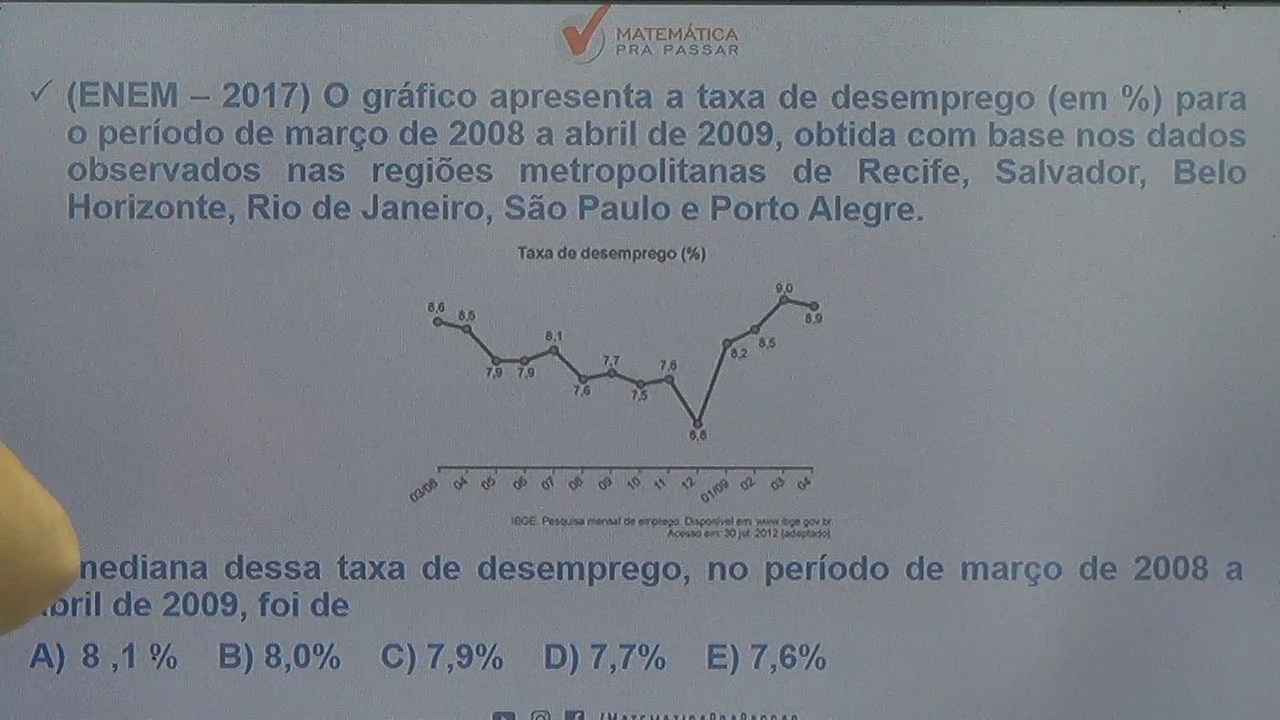 MATEMÁTICA
PRA PASSAR
✓ (ENEM – 2017) O gráfico apresenta a taxa de desemprego (em %) para
o período de março de 2008 a abril de 2009, obtida com base nos dados
observados nas regiões metropolitanas de Recife, Salvador, Belo
Horizonte, Rio de Janeiro, São Paulo e Porto Alegre.
Taxa de desemprego (%)
8,6 8,5 7,9 7,9 8,1 7,6 7,7 7,5 7,6 6,8 8,2 8,5 9,0 8,9
03/08 04 05 06 07 08 09 10 11 12 01/09 02 03 04
IBGE. Pesquisa mensal de emprego. Disponível em: www.ibge.gov.br
Acesso em: 30 jul. 2012 (adaptado)
mediana dessa taxa de desemprego, no período de março de 2008 a
abril de 2009, foi de
A) 8 ,1 % B) 8,0% C) 7,9% D) 7,7% E) 7,6%
/MATEMATICAPRAPASSAR